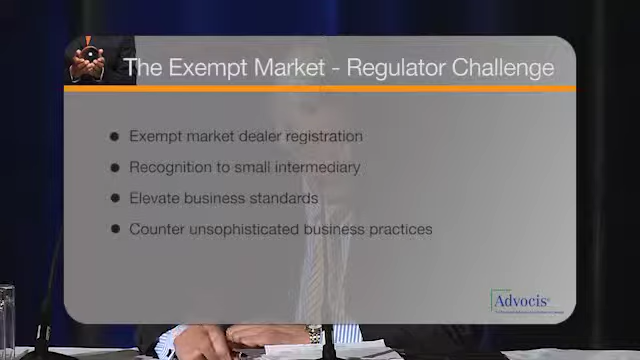 The Exempt Market - Regulator Challenge
Exempt market dealer registration
Recognition to small intermediary
Elevate business standards
Counter unsophisticated business practices
Advocis